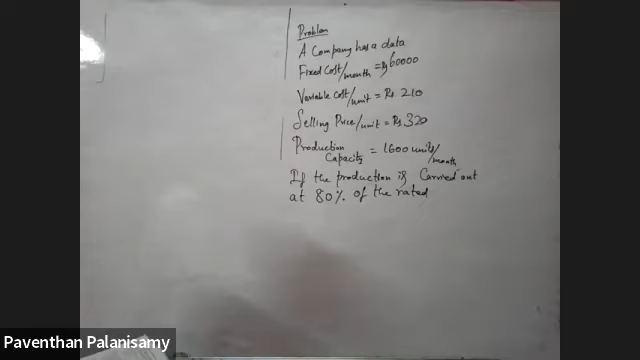 Problem
A Company has a data
Fixed Cost/month = Rs 60000
Variable Cost/unit = Rs 210
Selling Price/unit = Rs 320
Production Capacity = 1600 units/month
If the production is Carried out
at 80% of the rated
Paventhan Palanisamy